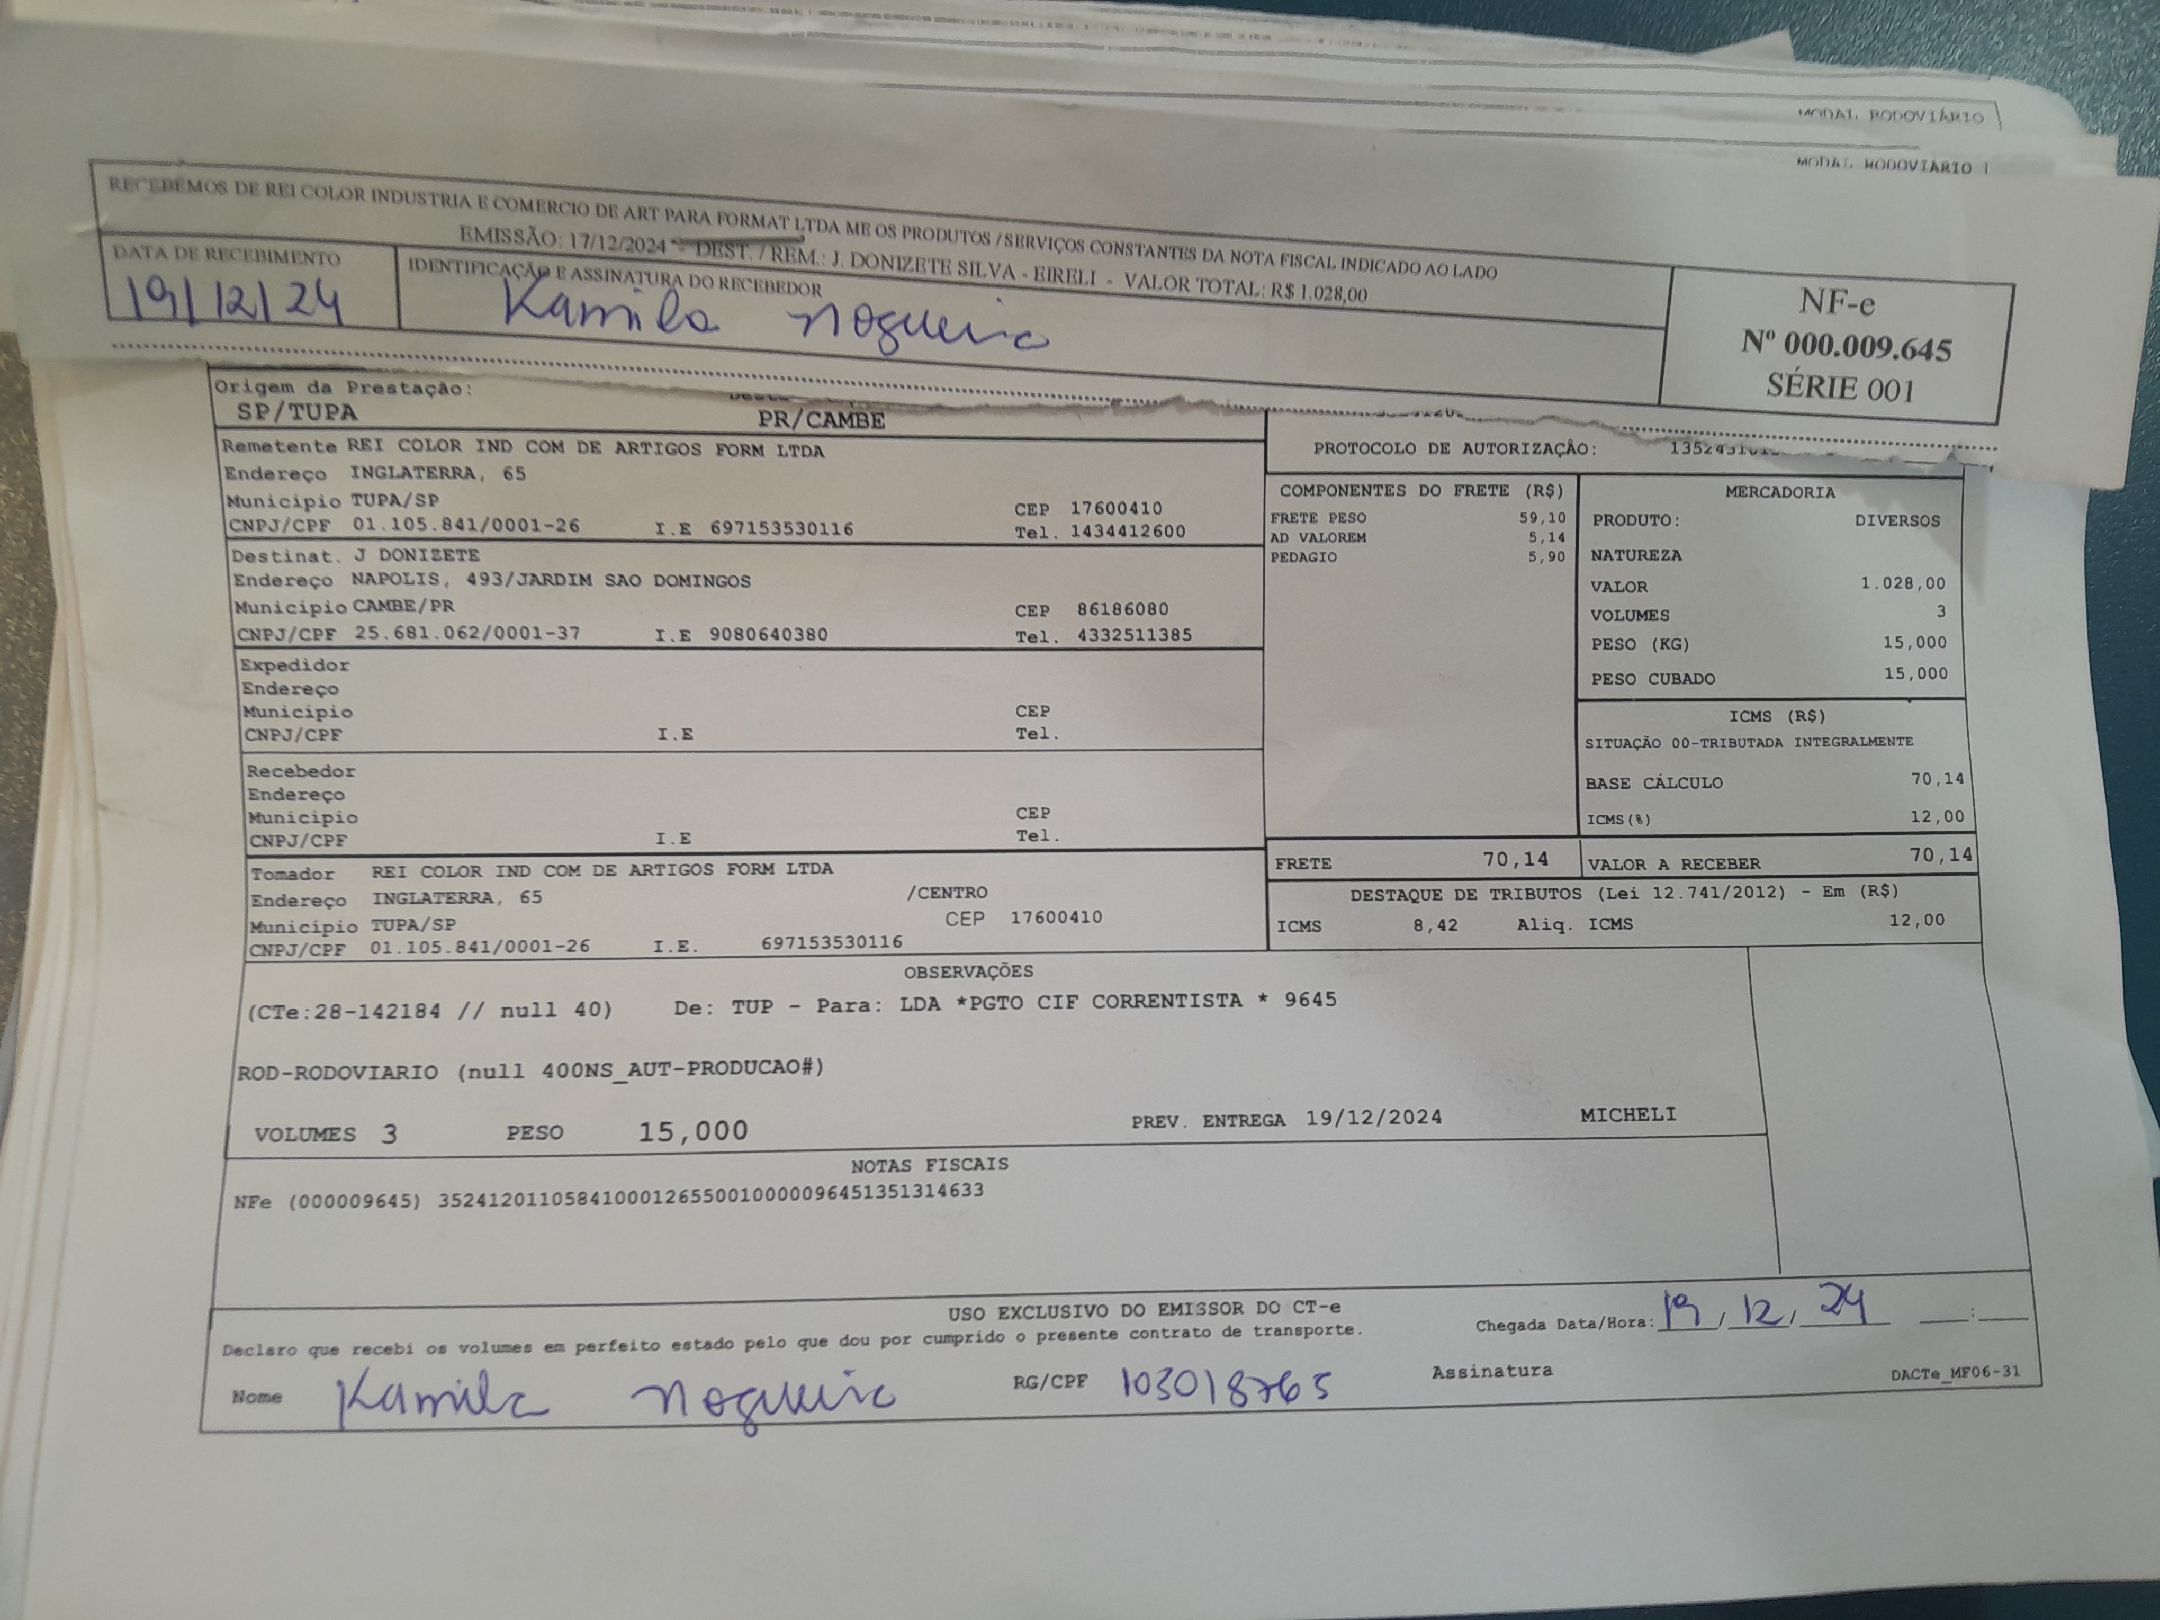 MODAL RODOVIÁRIO
MODAL RODOVIARIO
RECEBEMOS DE REI COLOR INDUSTRIA E COMERCIO DE ART PARA FORMAT LTDA ME OS PRODUTOS / SERVIÇOS CONSTANTES DA NOTA FISCAL INDICADO AO LADO
EMISSÃO: 17/12/2024 - DEST. / REM.: J. DONIZETE SILVA - EIRELI - VALOR TOTAL: R$ 1.028,00
DATA DE RECEBIMENTO
19/12/24
IDENTIFICAÇÃO E ASSINATURA DO RECEBEDOR
Kamila Nogueira
NF-e
Nº 000.009.645
SÉRIE 001
Origem da Prestação:
SP/TUPA PR/CAMBE
Remetente REI COLOR IND COM DE ARTIGOS FORM LTDA
Endereço INGLATERRA, 65
Municipio TUPA/SP CEP 17600410
CNPJ/CPF 01.105.841/0001-26 I.E 697153530116 Tel. 1434412600
Destinat. J DONIZETE
Endereço NAPOLIS, 493/JARDIM SAO DOMINGOS
Municipio CAMBE/PR CEP 86186080
CNPJ/CPF 25.681.062/0001-37 I.E 9080640380 Tel. 4332511385
Expedidor
Endereço
Municipio CEP
CNPJ/CPF I.E Tel.
Recebedor
Endereço
Municipio CEP
CNPJ/CPF I.E Tel.
Tomador REI COLOR IND COM DE ARTIGOS FORM LTDA
Endereço INGLATERRA, 65 /CENTRO
Municipio TUPA/SP CEP 17600410
CNPJ/CPF 01.105.841/0001-26 I.E. 697153530116
PROTOCOLO DE AUTORIZAÇÃO:
COMPONENTES DO FRETE (R$)
FRETE PESO 59,10
AD VALOREM 5,14
PEDAGIO 5,90
MERCADORIA
PRODUTO: DIVERSOS
NATUREZA
VALOR 1.028,00
VOLUMES 3
PESO (KG) 15,000
PESO CUBADO 15,000
ICMS (R$)
SITUAÇÃO 00-TRIBUTADA INTEGRALMENTE
BASE CÁLCULO 70,14
ICMS(%) 12,00
FRETE 70,14 VALOR A RECEBER 70,14
DESTAQUE DE TRIBUTOS (Lei 12.741/2012) - Em (R$)
ICMS 8,42 Aliq. ICMS 12,00
OBSERVAÇÕES
(CTe:28-142184 // null 40) De: TUP - Para: LDA *PGTO CIF CORRENTISTA * 9645
ROD-RODOVIARIO (null 400NS_AUT-PRODUCAO#)
VOLUMES 3 PESO 15,000 PREV. ENTREGA 19/12/2024 MICHELI
NOTAS FISCAIS
NFe (000009645) 35241201105841000126550010000096451351314633
USO EXCLUSIVO DO EMISSOR DO CT-e
Declaro que recebi os volumes em perfeito estado pelo que dou por cumprido o presente contrato de transporte.
Chegada Data/Hora: 19/12/24 __:__
Nome Kamila Nogueira RG/CPF 103018765 Assinatura
DACTe_MF06-31